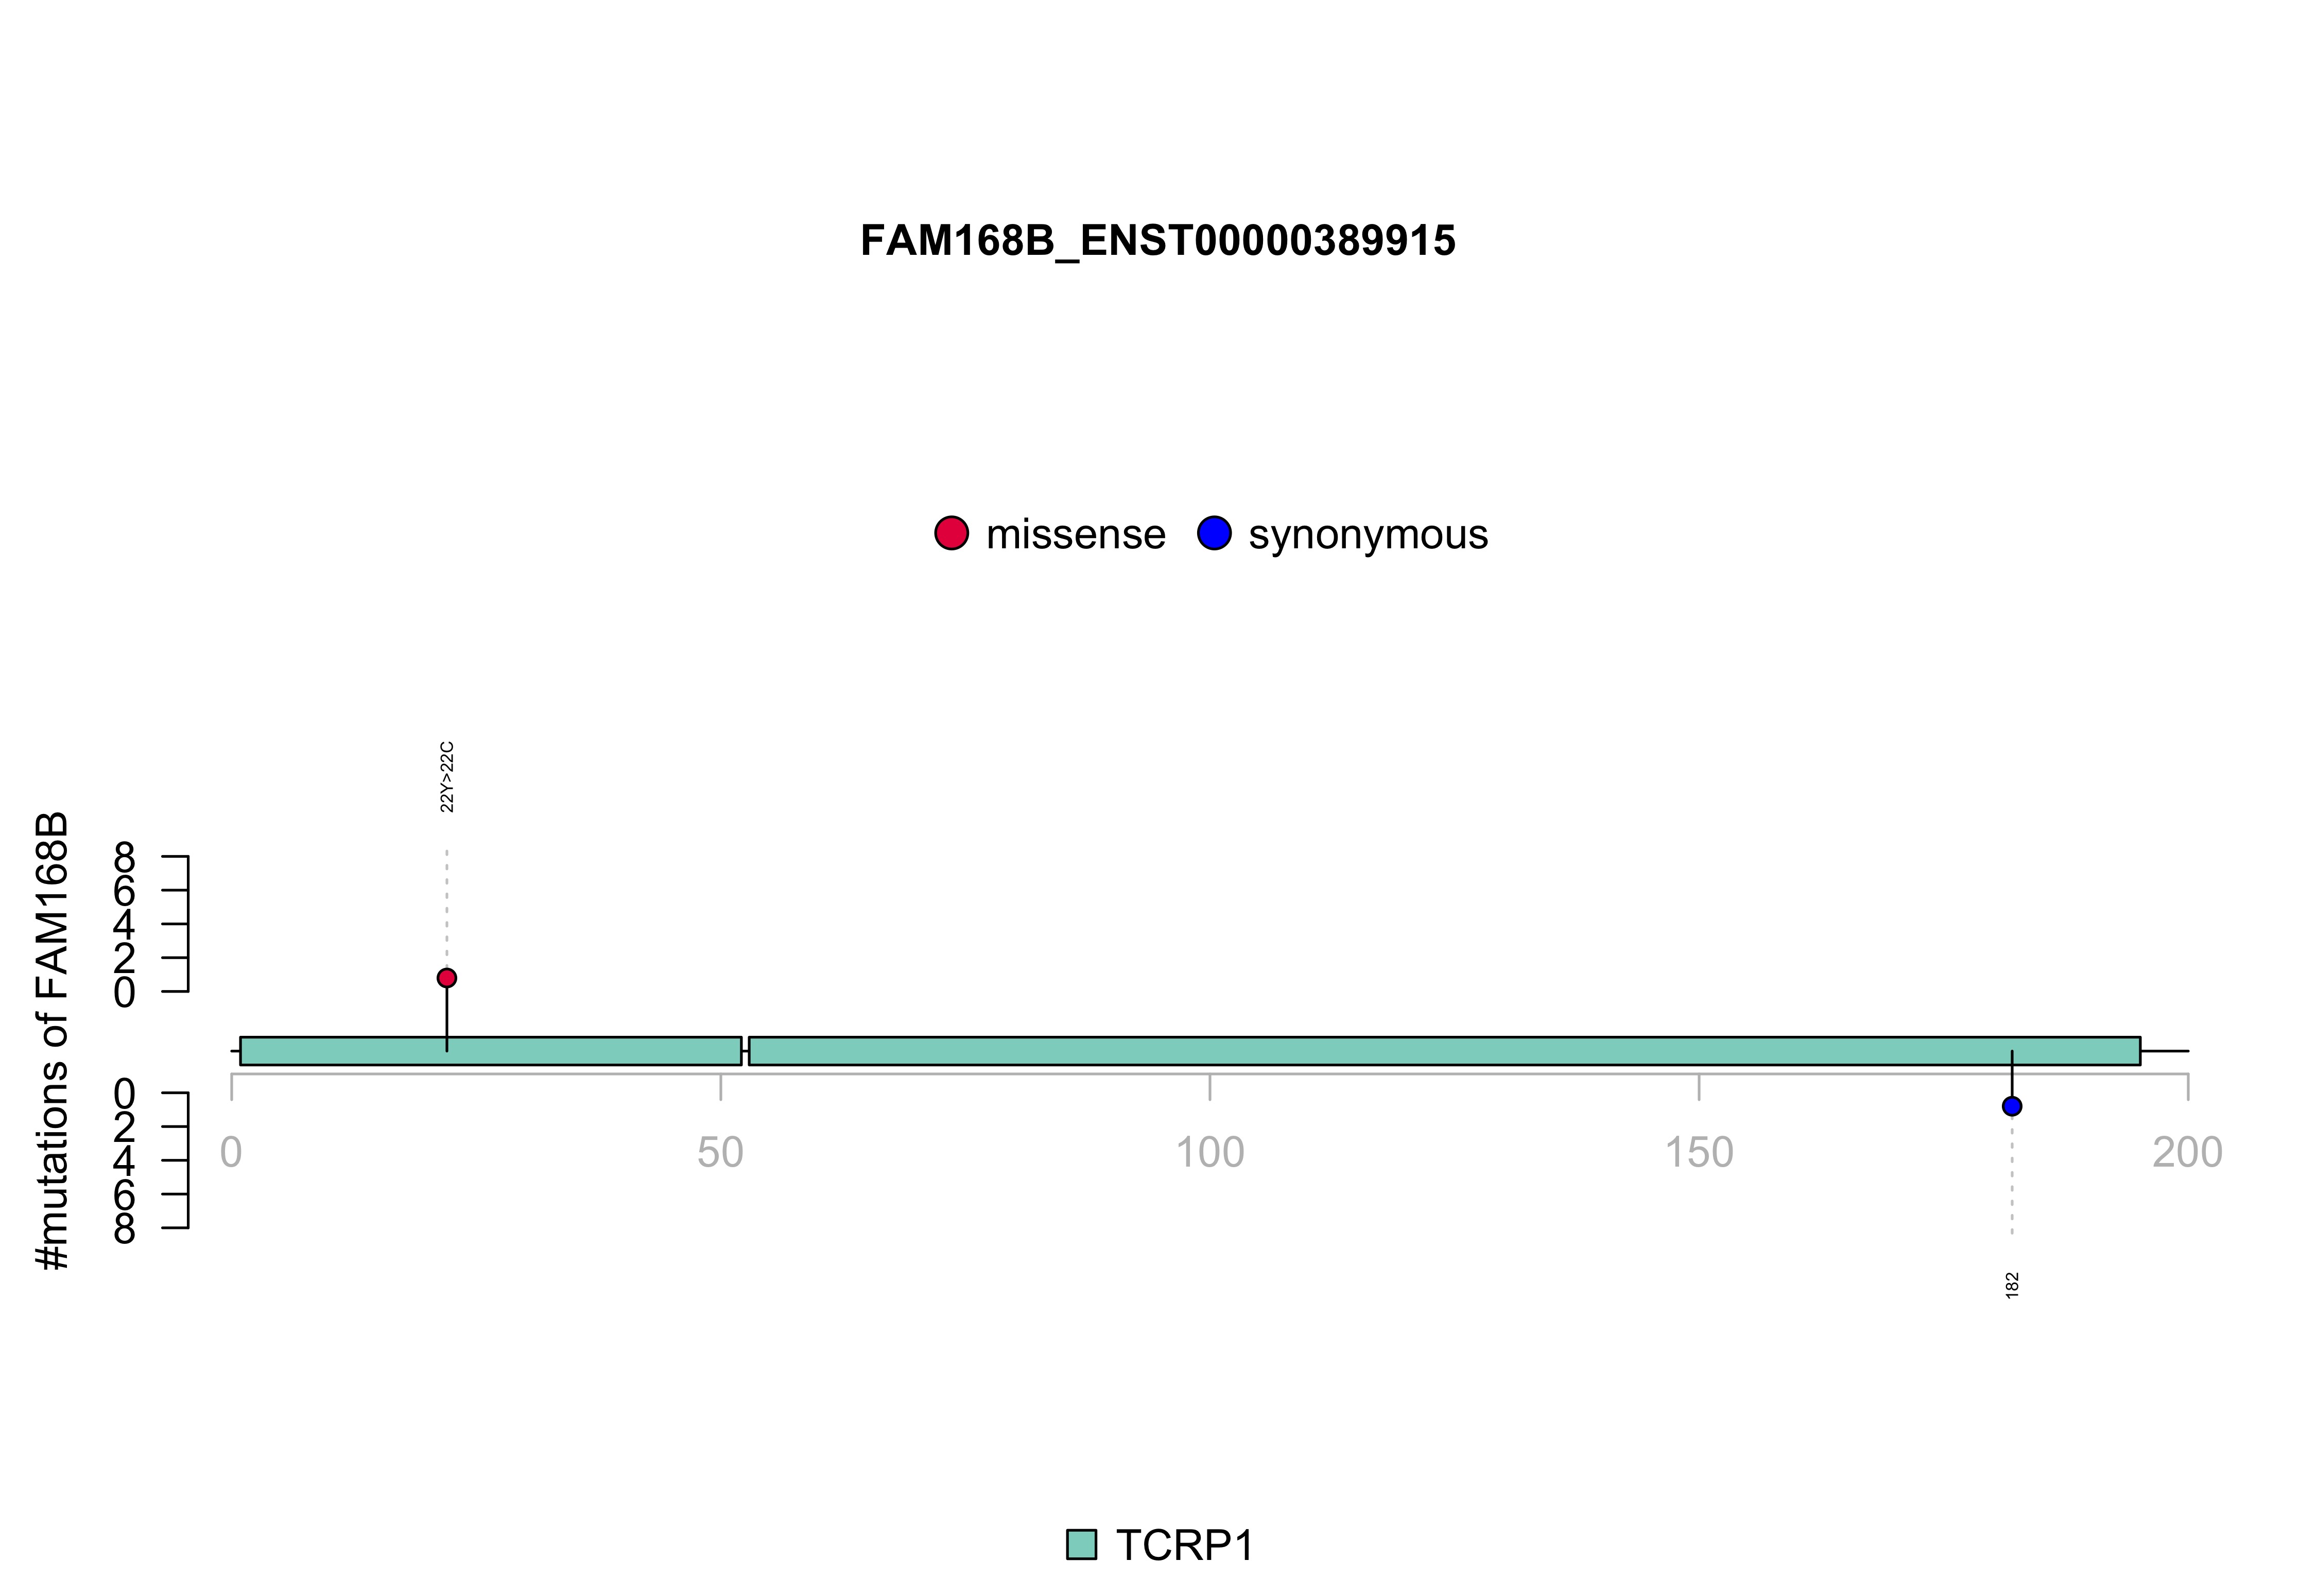 FAM168B_ENST00000389915
missense synonymous
22Y>22C
#mutations of FAM168B
8
6
4
2
0
0
2
4
6
8
0 50 100 150 200
182
TCRP1